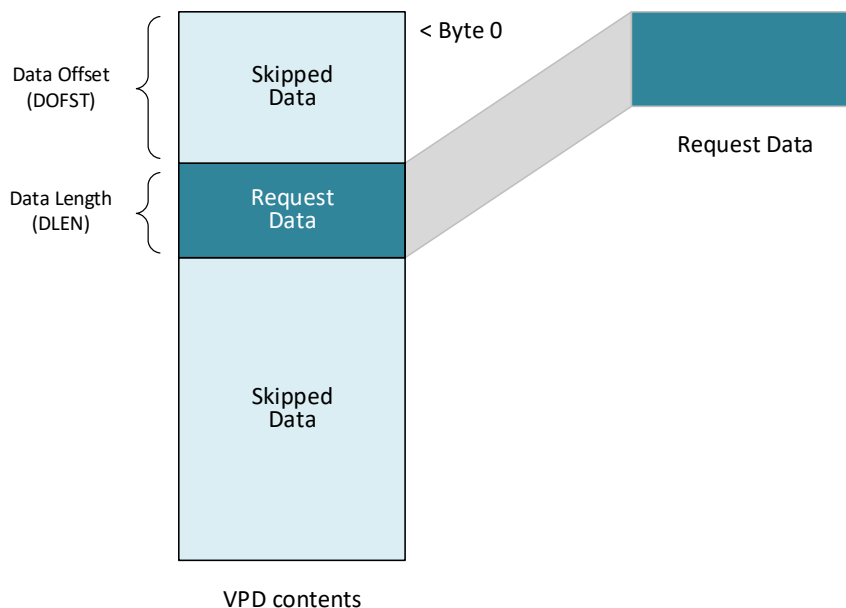 < Byte 0
Data Offset
(DOFST)
Skipped
Data
Request Data
Data Length
(DLEN)
Request
Data
Skipped
Data
VPD contents